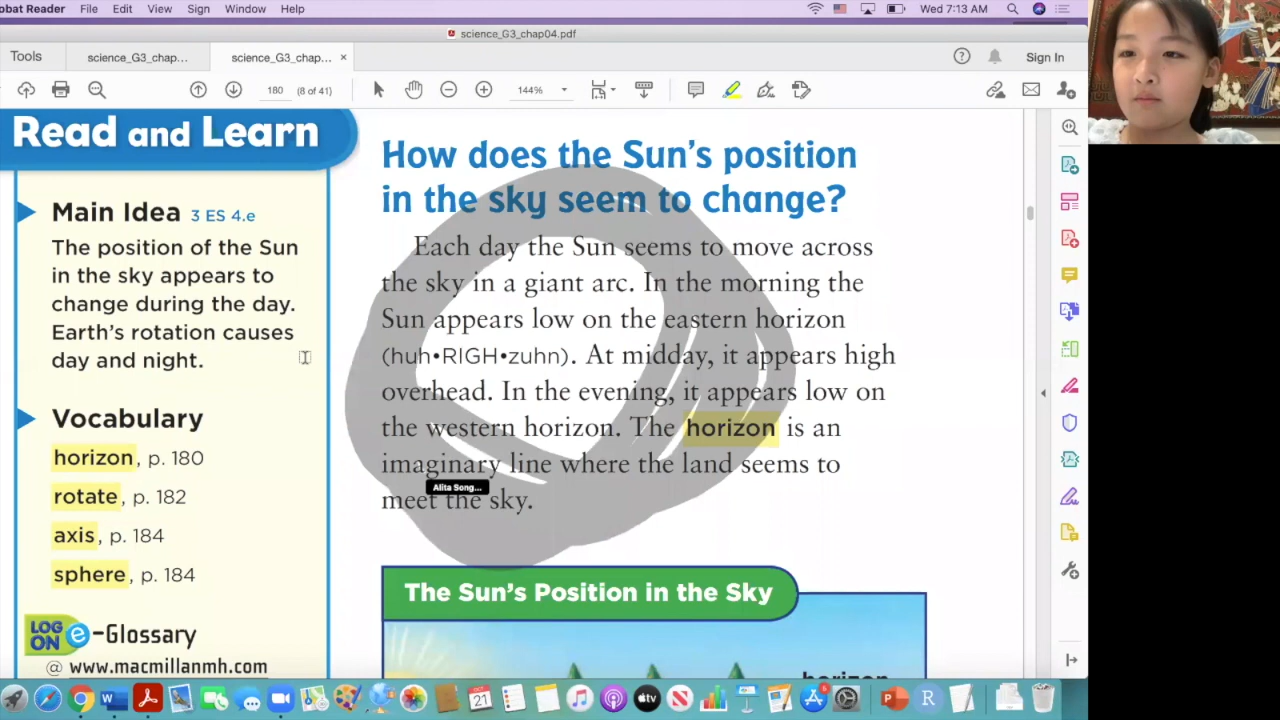 obat Reader File Edit View Sign Window Help Wed 7:13 AM
science_G3_chap04.pdf
Tools science_G3_chap... science_G3_chap... × Sign In
180 (8 of 41) 144%
Read and Learn
Main Idea 3 ES 4.e
The position of the Sun
in the sky appears to
change during the day.
Earth's rotation causes
day and night.
Vocabulary
horizon, p. 180
rotate, p. 182
axis, p. 184
sphere, p. 184
LOG
ON e-Glossary
@ www.macmillanmh.com
How does the Sun's position
in the sky seem to change?
Each day the Sun seems to move across
the sky in a giant arc. In the morning the
Sun appears low on the eastern horizon
(huh•RIGH•zuhn). At midday, it appears high
overhead. In the evening, it appears low on
the western horizon. The horizon is an
imaginary line where the land seems to
Alita Song...
meet the sky.
The Sun's Position in the Sky
horizon
OCT
21
tv